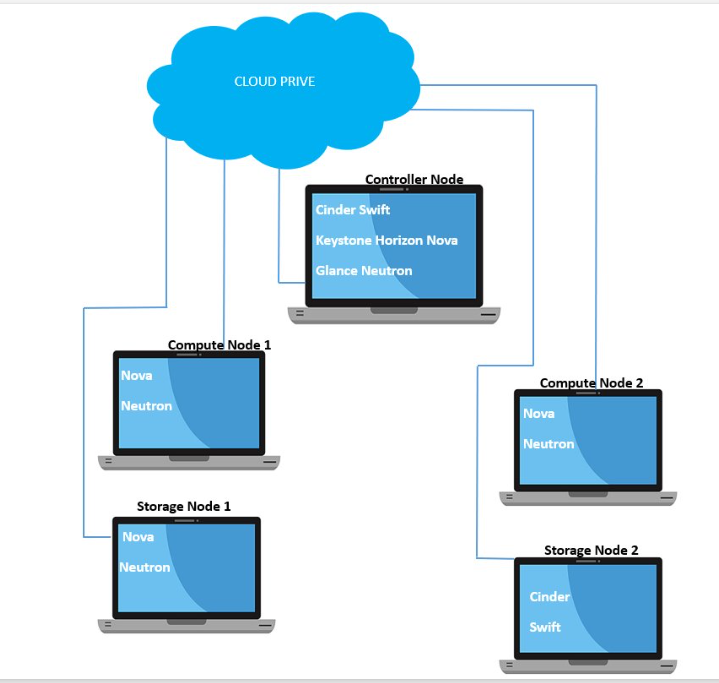 CLOUD PRIVE
Controller Node
Cinder Swift
Keystone Horizon Nova
Glance Neutron
Compute Node 1
Nova
Neutron
Compute Node 2
Nova
Neutron
Storage Node 1
Nova
Neutron
Storage Node 2
Cinder
Swift